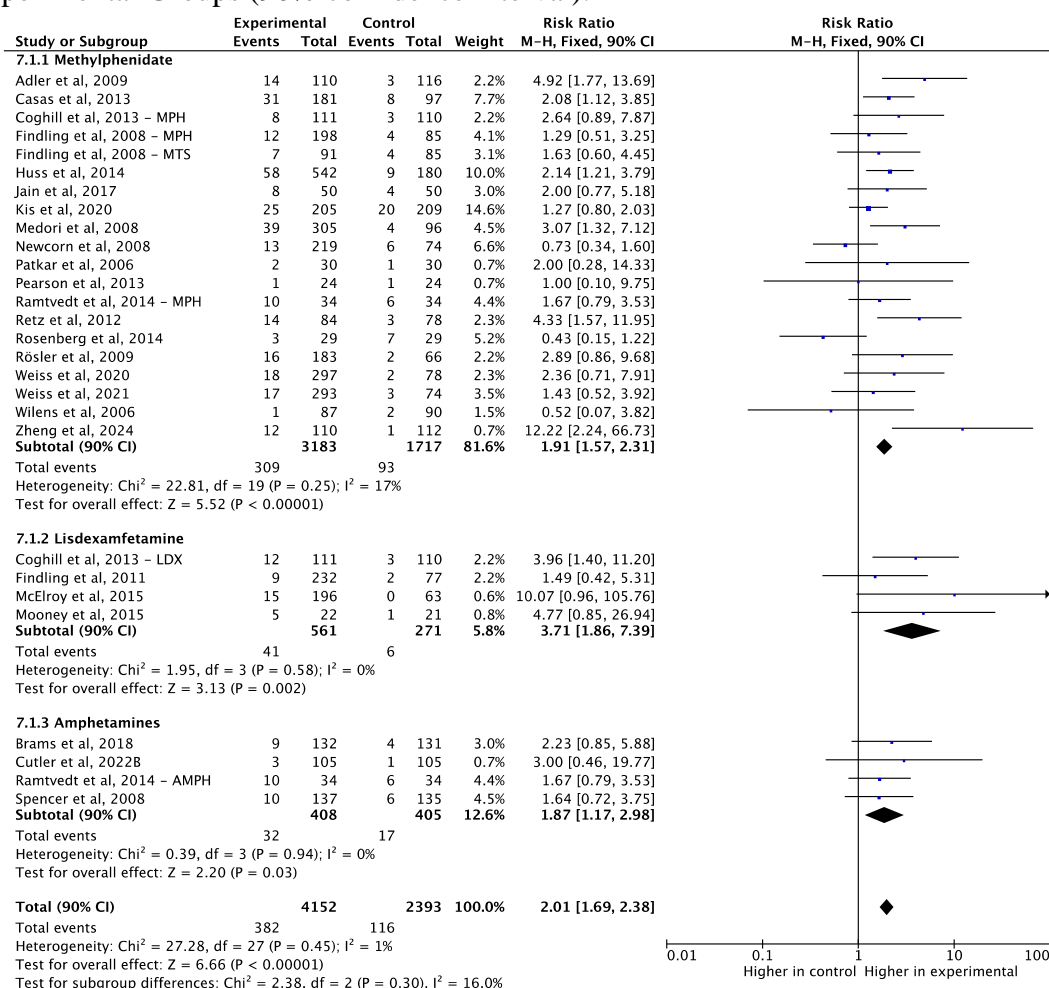 Experimental Control Risk Ratio Risk Ratio
Study or Subgroup Events Total Events Total Weight M-H, Fixed, 90% CI M-H, Fixed, 90% CI
7.1.1 Methylphenidate
Adler et al, 2009 14 110 3 116 2.2% 4.92 [1.77, 13.69]
Casas et al, 2013 31 181 8 97 7.7% 2.08 [1.12, 3.85]
Coghill et al, 2013 – MPH 8 111 3 110 2.2% 2.64 [0.89, 7.87]
Findling et al, 2008 – MPH 12 198 4 85 4.1% 1.29 [0.51, 3.25]
Findling et al, 2008 – MTS 7 91 4 85 3.1% 1.63 [0.60, 4.45]
Huss et al, 2014 58 542 9 180 10.0% 2.14 [1.21, 3.79]
Jain et al, 2017 8 50 4 50 3.0% 2.00 [0.77, 5.18]
Kis et al, 2020 25 205 20 209 14.6% 1.27 [0.80, 2.03]
Medori et al, 2008 39 305 4 96 4.5% 3.07 [1.32, 7.12]
Newcorn et al, 2008 13 219 6 74 6.6% 0.73 [0.34, 1.60]
Patkar et al, 2006 2 30 1 30 0.7% 2.00 [0.28, 14.33]
Pearson et al, 2013 1 24 1 24 0.7% 1.00 [0.10, 9.75]
Ramtvedt et al, 2014 – MPH 10 34 6 34 4.4% 1.67 [0.79, 3.53]
Retz et al, 2012 14 84 3 78 2.3% 4.33 [1.57, 11.95]
Rosenberg et al, 2014 3 29 7 29 5.1% 0.43 [0.15, 1.22]
Rösler et al, 2009 16 183 2 66 2.2% 2.89 [0.86, 9.68]
Weiss et al, 2020 18 297 2 78 2.3% 2.36 [0.71, 7.91]
Weiss et al, 2021 17 293 3 74 3.5% 1.43 [0.52, 3.92]
Wilens et al, 2006 1 87 2 90 1.5% 0.52 [0.07, 3.82]
Zheng et al, 2024 12 110 1 112 0.7% 12.22 [2.24, 66.73]
Subtotal (90% CI) 3183 1717 81.6% 1.91 [1.57, 2.31]
Total events 309 93
Heterogeneity: Chi² = 22.81, df = 19 (P = 0.25); I² = 17%
Test for overall effect: Z = 5.52 (P < 0.00001)
7.1.2 Lisdexamfetamine
Coghill et al, 2013 – LDX 12 111 3 110 2.2% 3.96 [1.40, 11.20]
Findling et al, 2011 9 232 2 77 2.2% 1.49 [0.42, 5.31]
McElroy et al, 2015 15 196 0 63 0.6% 10.07 [0.96, 105.76]
Mooney et al, 2015 5 22 1 21 0.8% 4.77 [0.85, 26.94]
Subtotal (90% CI) 561 271 5.8% 3.71 [1.86, 7.39]
Total events 41 6
Heterogeneity: Chi² = 1.95, df = 3 (P = 0.58); I² = 0%
Test for overall effect: Z = 3.13 (P = 0.002)
7.1.3 Amphetamines
Brams et al, 2018 9 132 4 131 3.0% 2.23 [0.85, 5.88]
Cutler et al, 2022B 3 105 1 105 0.7% 3.00 [0.46, 19.77]
Ramtvedt et al, 2014 – AMPH 10 34 6 34 4.4% 1.67 [0.79, 3.53]
Spencer et al, 2008 10 137 6 135 4.5% 1.64 [0.72, 3.75]
Subtotal (90% CI) 408 405 12.6% 1.87 [1.17, 2.98]
Total events 32 17
Heterogeneity: Chi² = 0.39, df = 3 (P = 0.94); I² = 0%
Test for overall effect: Z = 2.20 (P = 0.03)
Total (90% CI) 4152 2393 100.0% 2.01 [1.69, 2.38]
Total events 382 116
Heterogeneity: Chi² = 27.28, df = 27 (P = 0.45); I² = 1%
Test for overall effect: Z = 6.66 (P < 0.00001)
Test for subgroup differences: Chi² = 2.38, df = 2 (P = 0.30), I² = 16.0%
0.01 0.1 1 10 100
Higher in control Higher in experimental